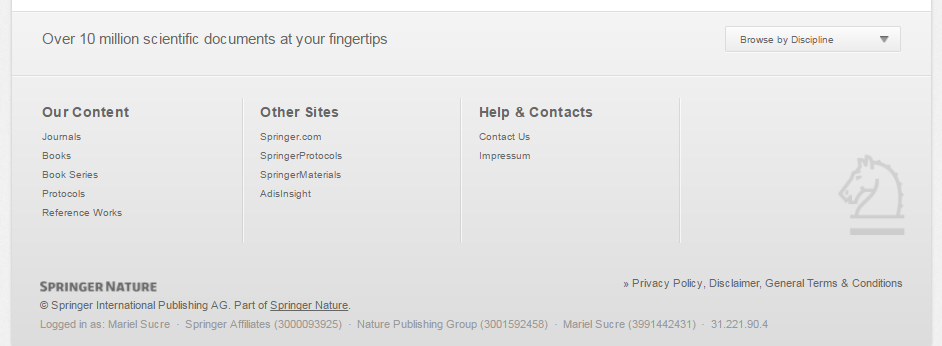 Over 10 million scientific documents at your fingertips
Browse by Discipline
Our Content
Journals
Books
Book Series
Protocols
Reference Works
Other Sites
Springer.com
SpringerProtocols
SpringerMaterials
AdisInsight
Help & Contacts
Contact Us
Impressum
SPRINGER NATURE
» Privacy Policy, Disclaimer, General Terms & Conditions
© Springer International Publishing AG. Part of Springer Nature.
Logged in as: Mariel Sucre · Springer Affiliates (3000093925) · Nature Publishing Group (3001592458) · Mariel Sucre (3991442431) · 31.221.90.4